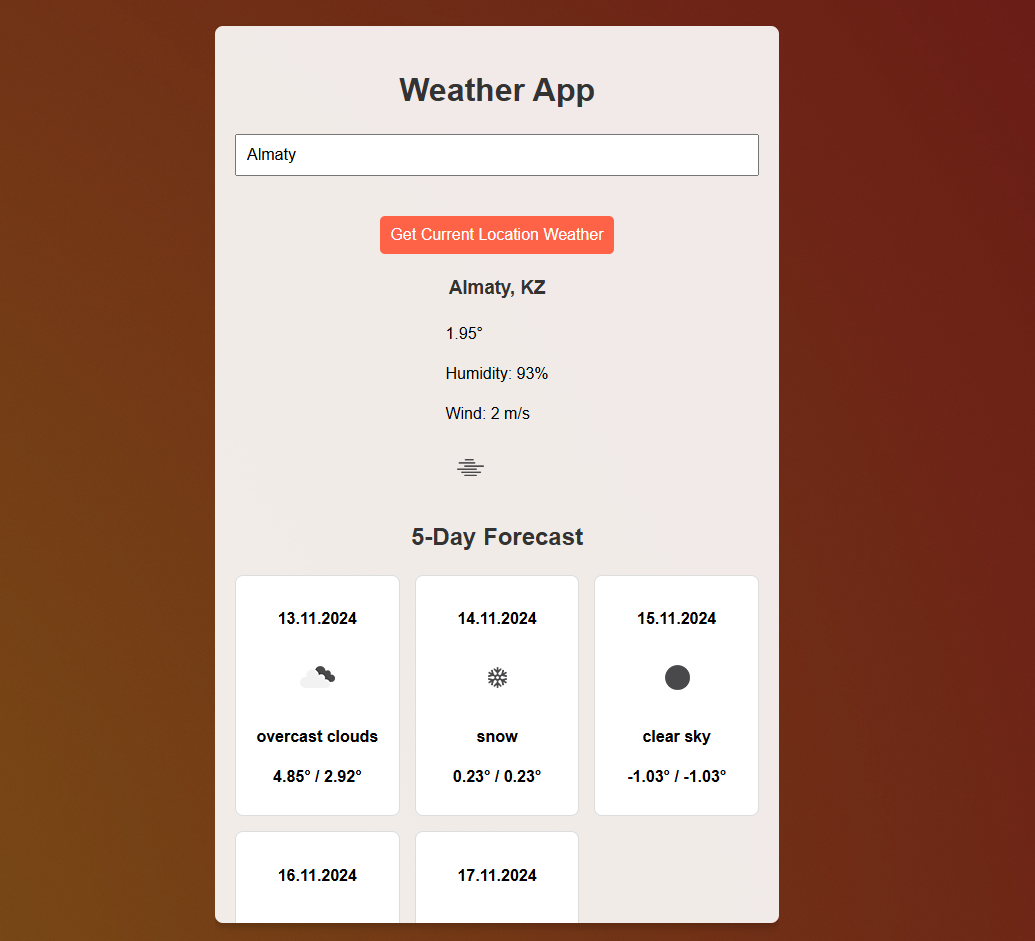 Weather App
Almaty
Get Current Location Weather
Almaty, KZ
1.95°
Humidity: 93%
Wind: 2 m/s
5-Day Forecast
13.11.2024
overcast clouds
4.85° / 2.92°
14.11.2024
snow
0.23° / 0.23°
15.11.2024
clear sky
-1.03° / -1.03°
16.11.2024
17.11.2024